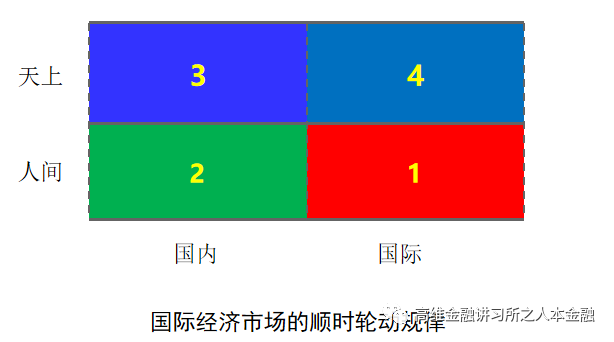 天上 3 4
人间 2 1
国内 国际
国际经济市场的顺时轮动规律
高维金融讲习所之人本金融